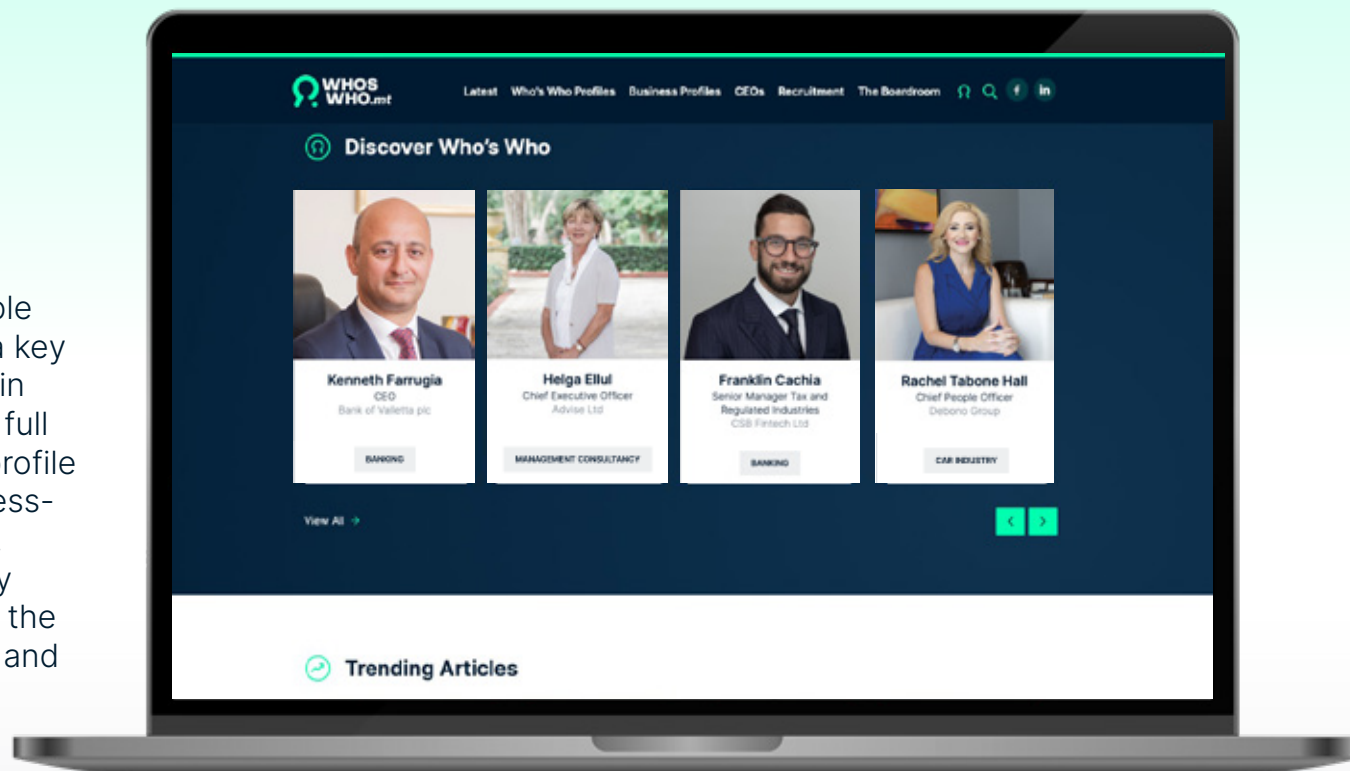 ple
a key
in
full
profile
ess-
y
the
and
WHOS
WHO.mt
Latest Who's Who Profiles Business Profiles CEOs Recruitment The Boardroom
f in
Discover Who's Who
Kenneth Farrugia
CEO
Bank of Valletta plc
BANKING
Helga Ellul
Chief Executive Officer
Advise Ltd
MANAGEMENT CONSULTANCY
Franklin Cachia
Senior Manager Tax and
Regulated Industries
CSB Fintech Ltd
BANKING
Rachel Tabone Hall
Chief People Officer
Debono Group
CAR INDUSTRY
View All →
Trending Articles